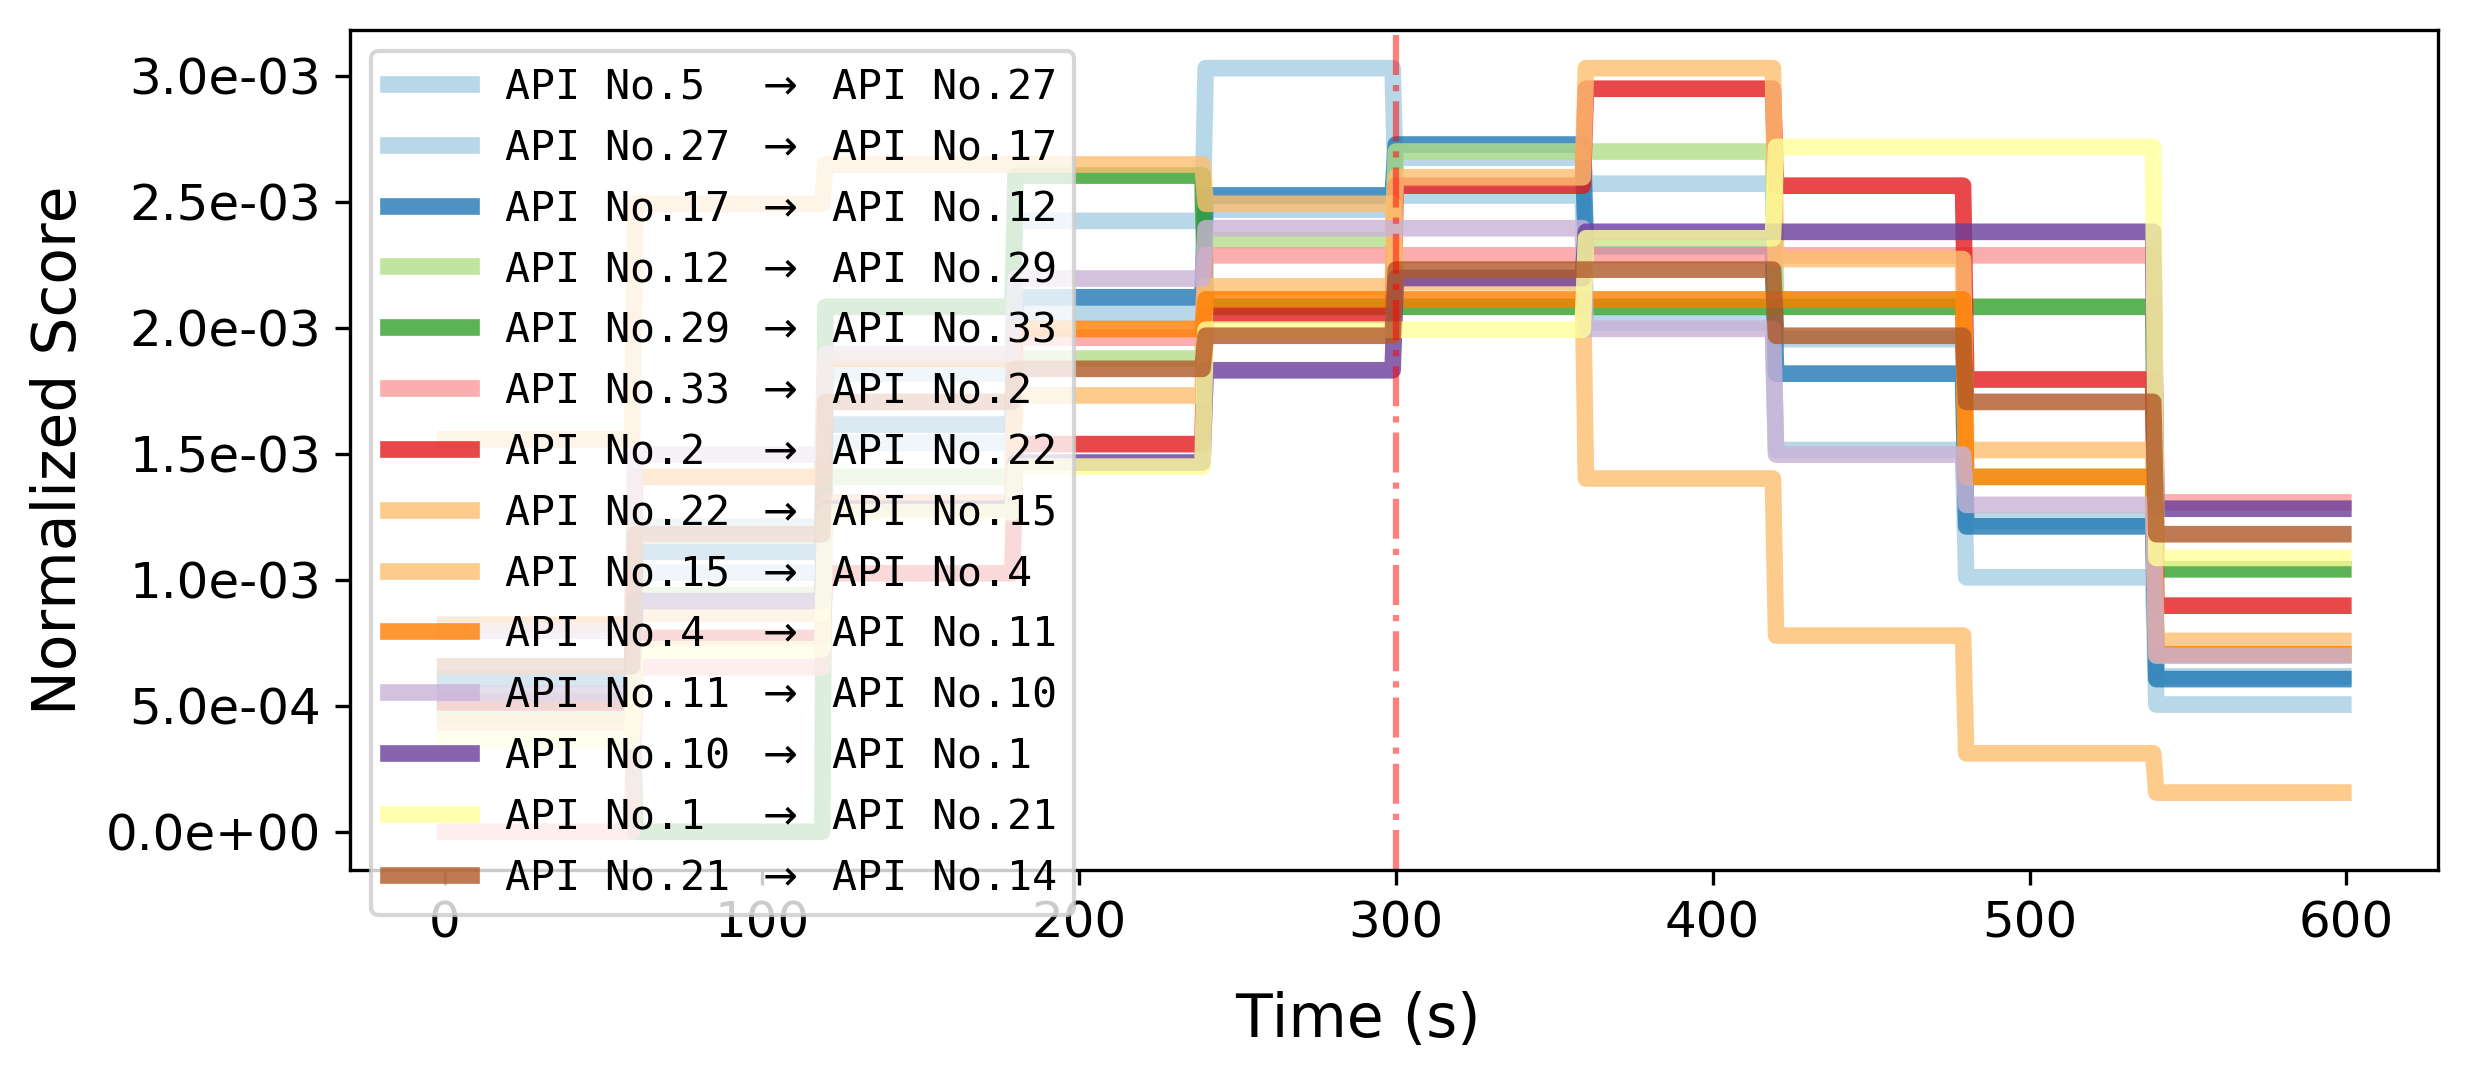 Normalized Score
3.0e-03
2.5e-03
2.0e-03
1.5e-03
1.0e-03
5.0e-04
0.0e+00
API No.5 → API No.27
API No.27 → API No.17
API No.17 → API No.12
API No.12 → API No.29
API No.29 → API No.33
API No.33 → API No.2
API No.2 → API No.22
API No.22 → API No.15
API No.15 → API No.4
API No.4 → API No.11
API No.11 → API No.10
API No.10 → API No.1
API No.1 → API No.21
API No.21 → API No.14
0 100 200 300 400 500 600
Time (s)